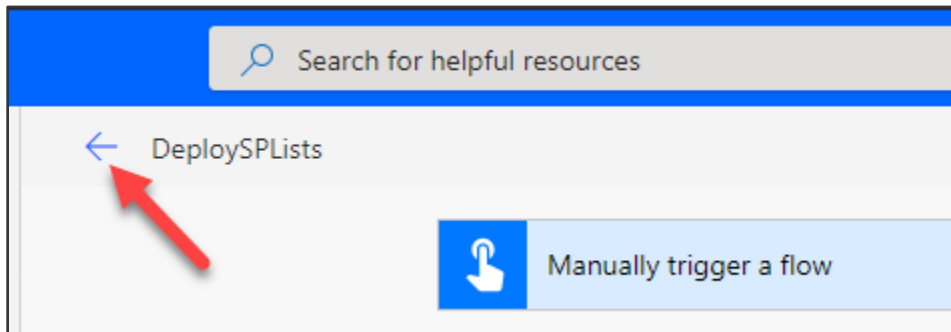 Search for helpful resources
DeploySPLists
Manually trigger a flow